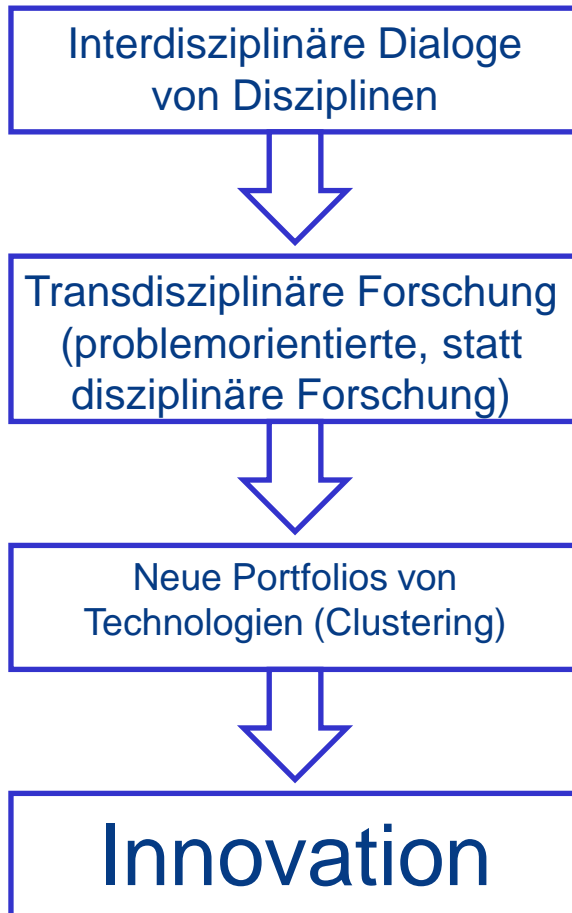 Interdisziplinäre Dialoge
von Disziplinen
Transdisziplinäre Forschung
(problemorientierte, statt
disziplinäre Forschung)
Neue Portfolios von
Technologien (Clustering)
Innovation